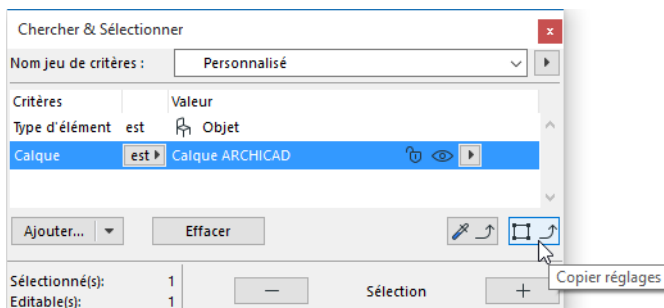 Chercher & Sélectionner
x
Nom jeu de critères : Personnalisé
Critères Valeur
Type d'élément est Objet
Calque est Calque ARCHICAD
Ajouter... Effacer
Copier réglages
Sélectionné(s): 1
Editable(s): 1
— Sélection +